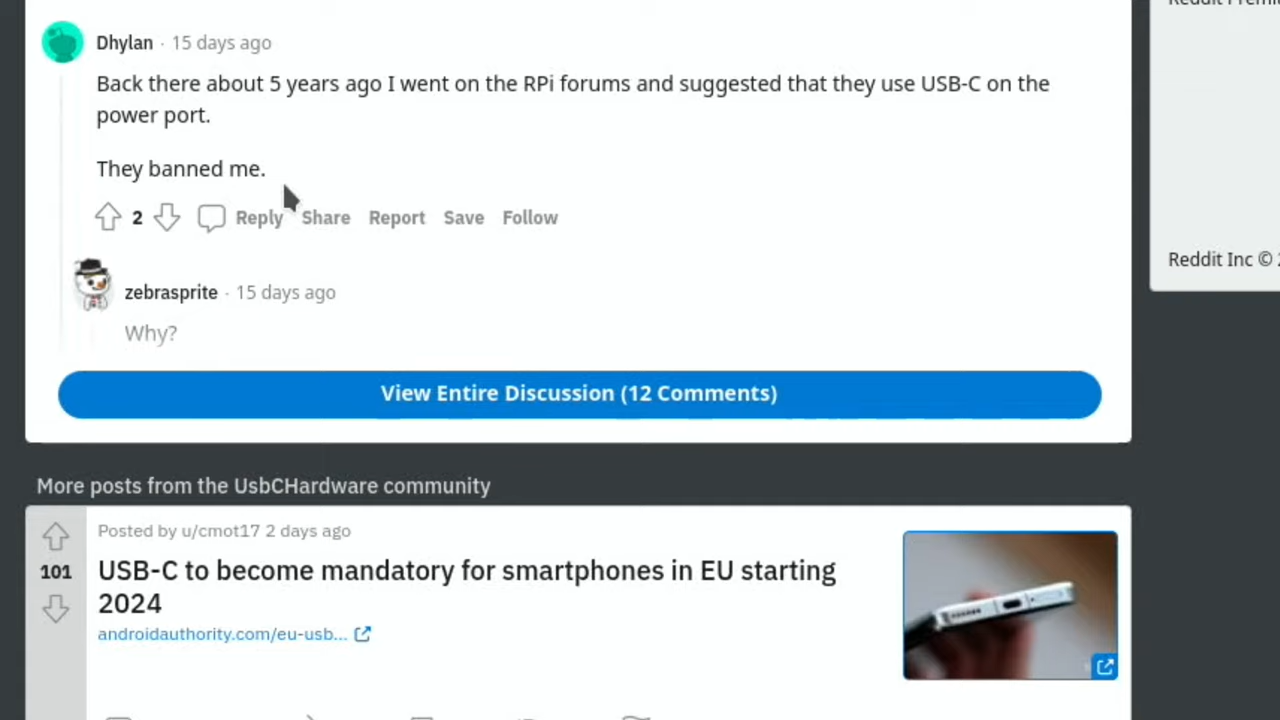 Dhylan · 15 days ago
Back there about 5 years ago I went on the RPi forums and suggested that they use USB-C on the
power port.
They banned me.
2 Reply Share Report Save Follow
zebrasprite · 15 days ago
Why?
View Entire Discussion (12 Comments)
More posts from the UsbCHardware community
Posted by u/cmot17 2 days ago
101
USB-C to become mandatory for smartphones in EU starting
2024
androidauthority.com/eu-usb...
Reddit Inc ©